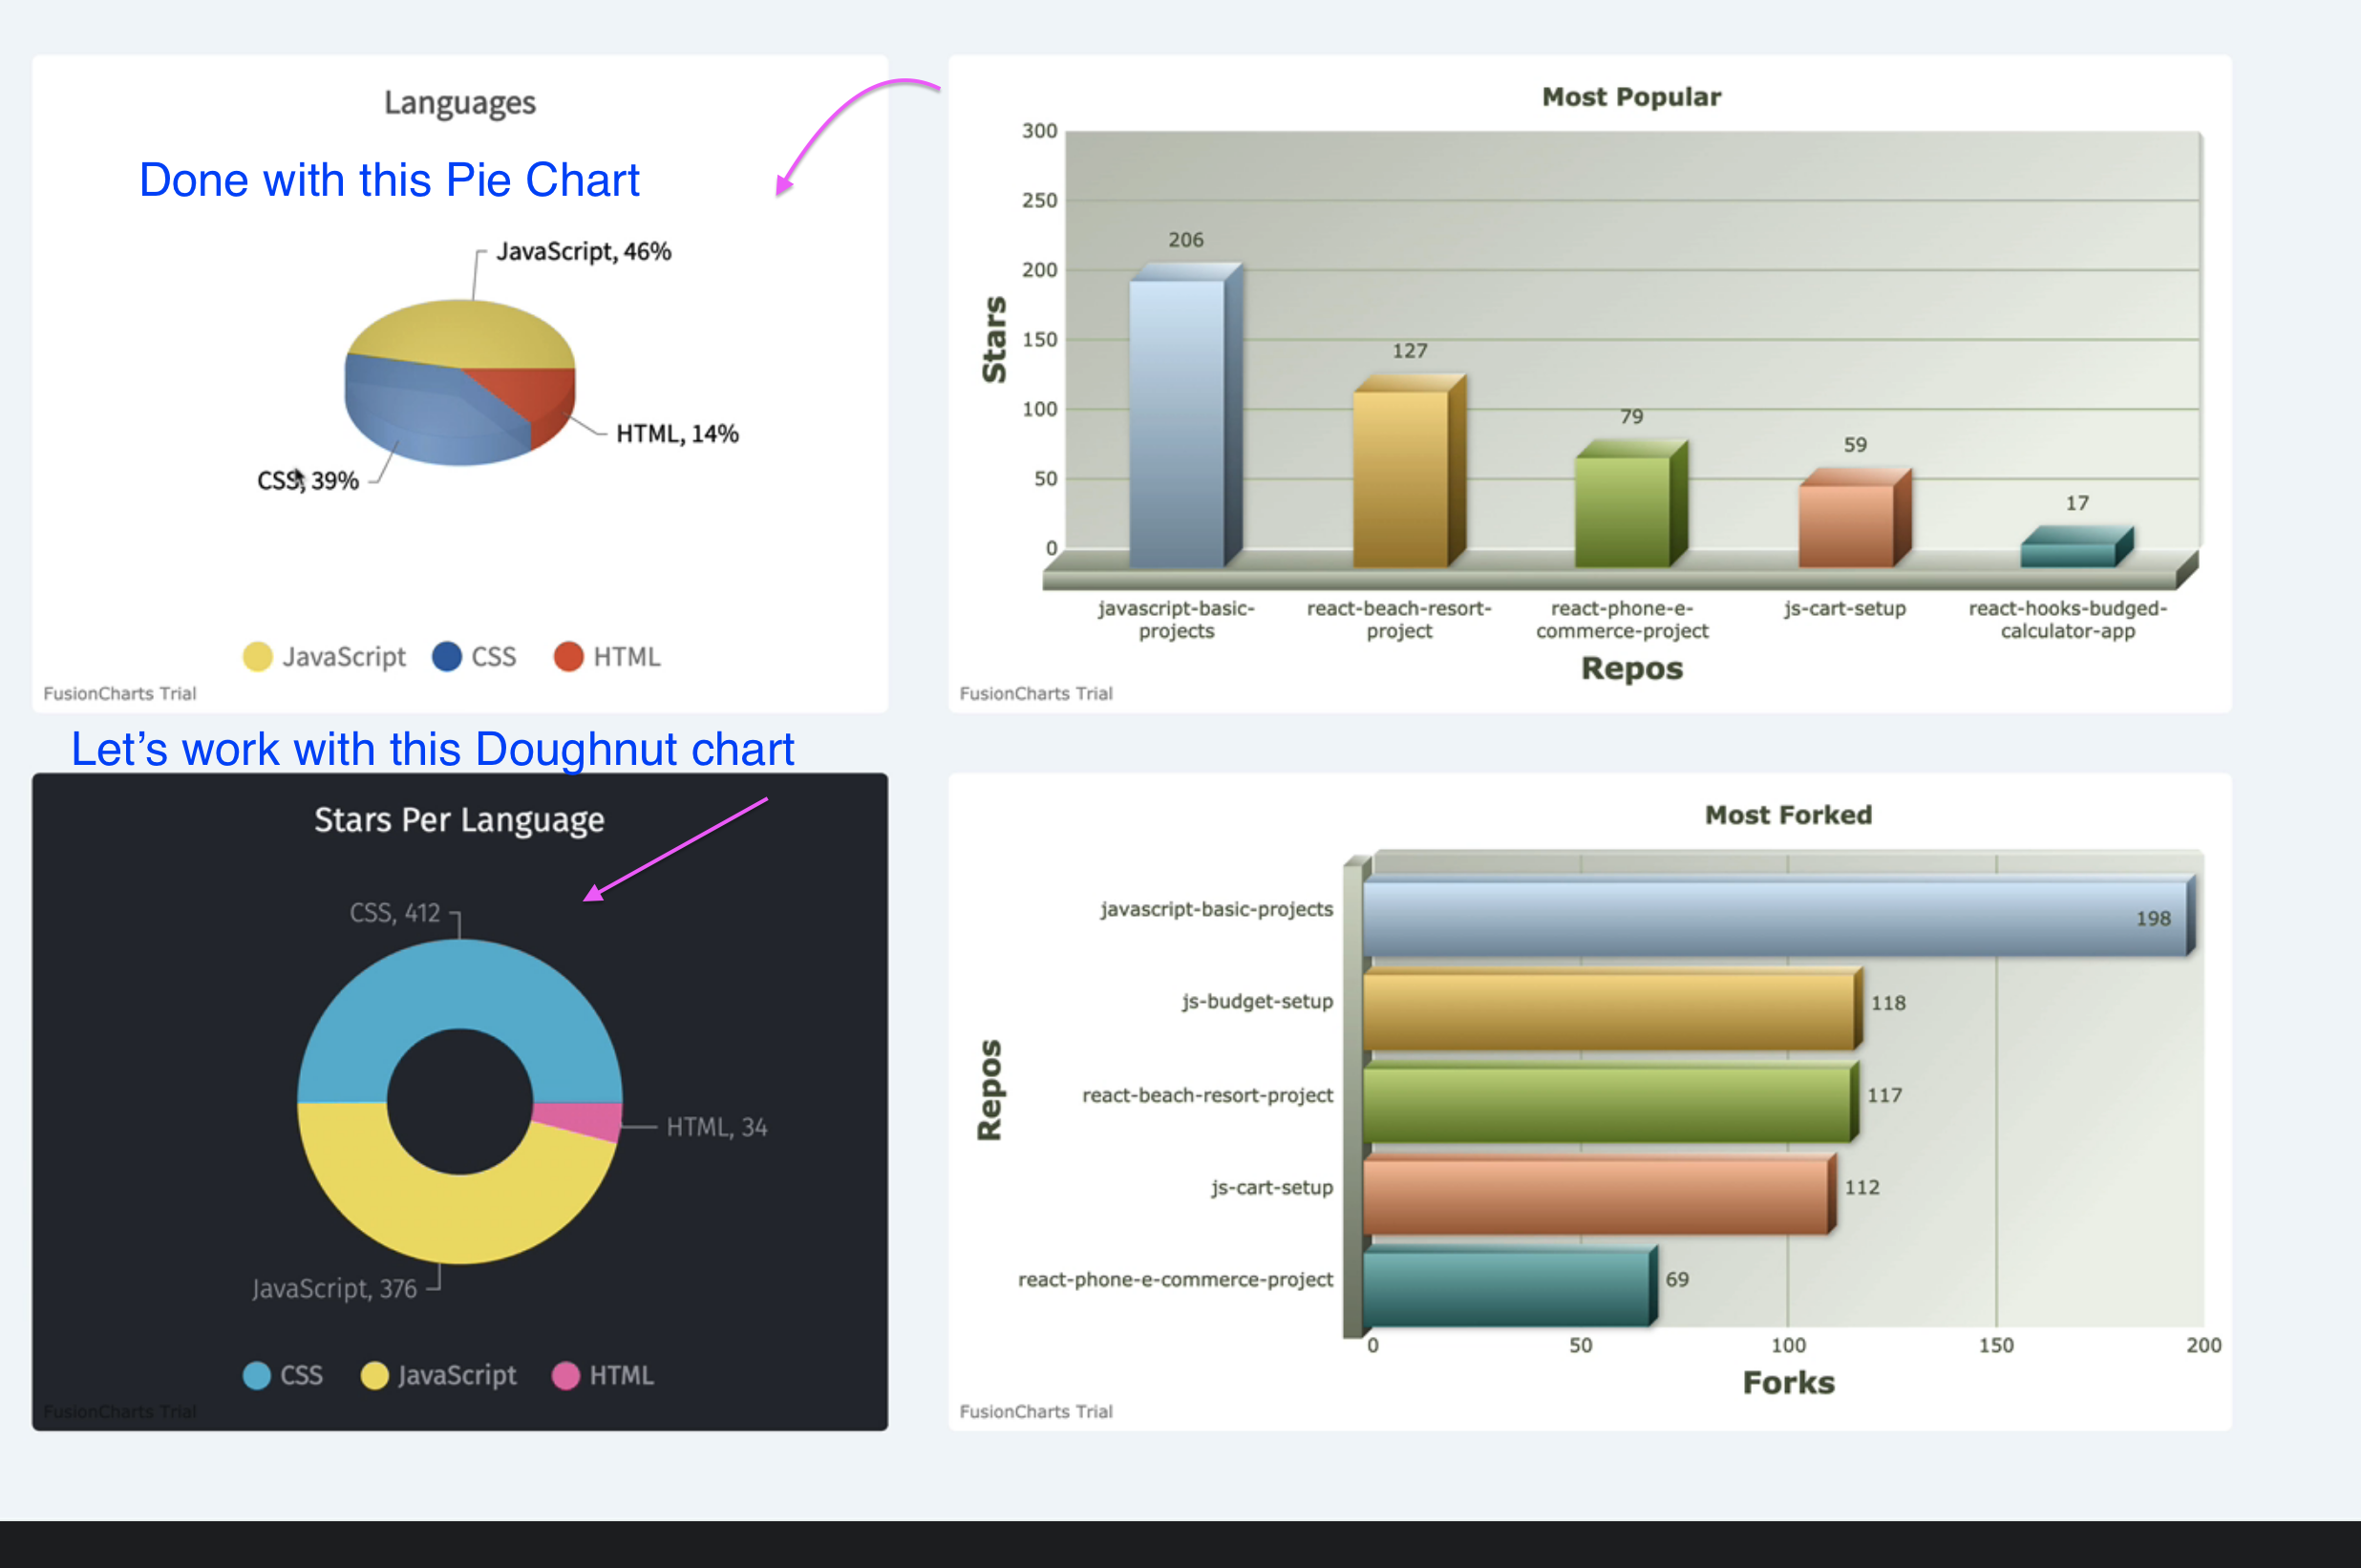 Languages
Done with this Pie Chart
JavaScript, 46%
HTML, 14%
CSS, 39%
JavaScript CSS HTML
FusionCharts Trial
Most Popular
Stars
300
250
200
150
100
50
0
206
127
79
59
17
javascript-basic-
projects
react-beach-resort-
project
react-phone-e-
commerce-project
js-cart-setup
react-hooks-budged-
calculator-app
Repos
FusionCharts Trial
Let’s work with this Doughnut chart
Stars Per Language
CSS, 412
HTML, 34
JavaScript, 376
CSS JavaScript HTML
FusionCharts Trial
Most Forked
Repos
javascript-basic-projects 198
js-budget-setup 118
react-beach-resort-project 117
js-cart-setup 112
react-phone-e-commerce-project 69
0 50 100 150 200
Forks
FusionCharts Trial